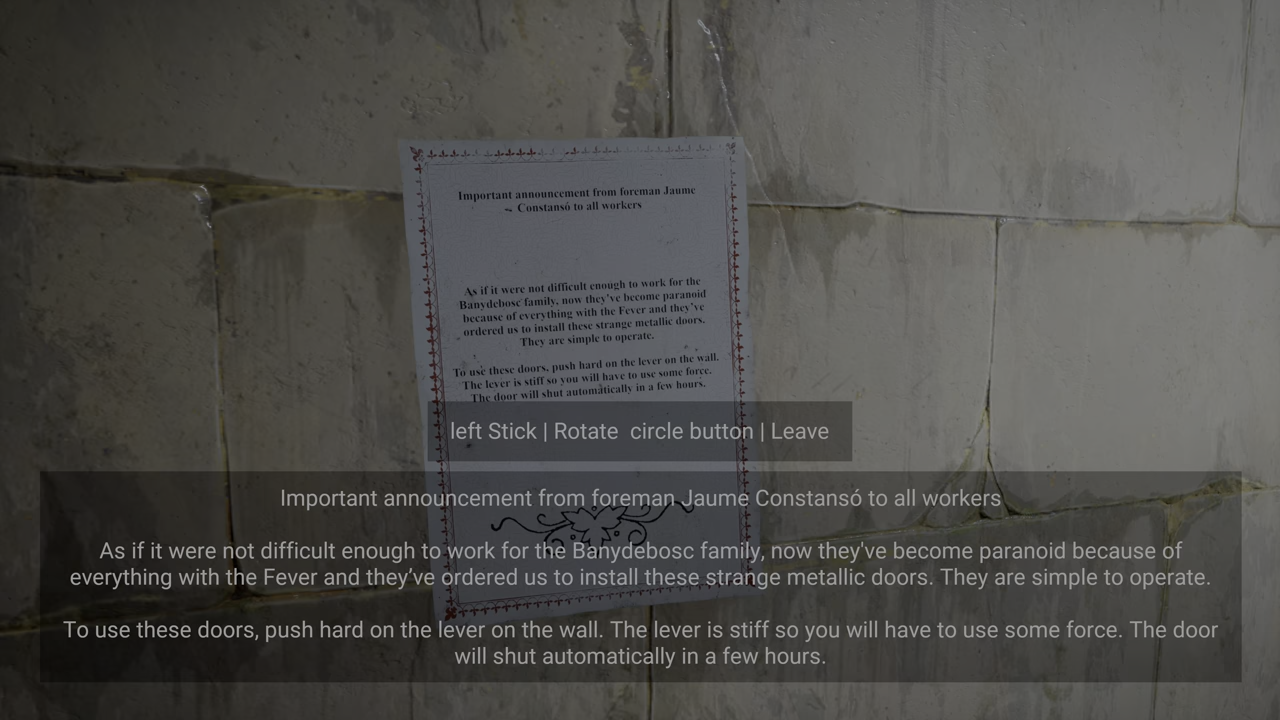 Important announcement from foreman Jaume
Constansó to all workers
As if it were not difficult enough to work for the
Banydebosc family, now they've become paranoid
because of everything with the Fever and they've
ordered us to install these strange metallic doors.
They are simple to operate.
To use these doors, push hard on the lever on the wall.
The lever is stiff so you will have to use some force.
The door will shut automatically in a few hours.
left Stick | Rotate circle button | Leave
Important announcement from foreman Jaume Constansó to all workers
As if it were not difficult enough to work for the Banydebosc family, now they've become paranoid because of
everything with the Fever and they’ve ordered us to install these strange metallic doors. They are simple to operate.
To use these doors, push hard on the lever on the wall. The lever is stiff so you will have to use some force. The door
will shut automatically in a few hours.